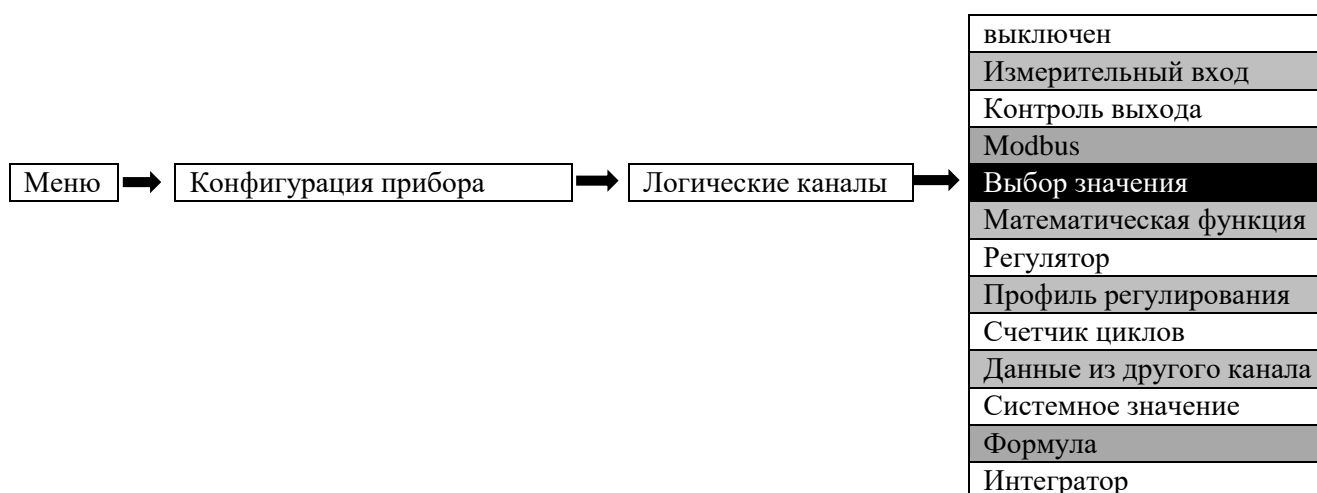 Меню
Конфигурация прибора
Логические каналы
выключен
Измерительный вход
Контроль выхода
Modbus
Выбор значения
Математическая функция
Регулятор
Профиль регулирования
Счетчик циклов
Данные из другого канала
Системное значение
Формула
Интегратор